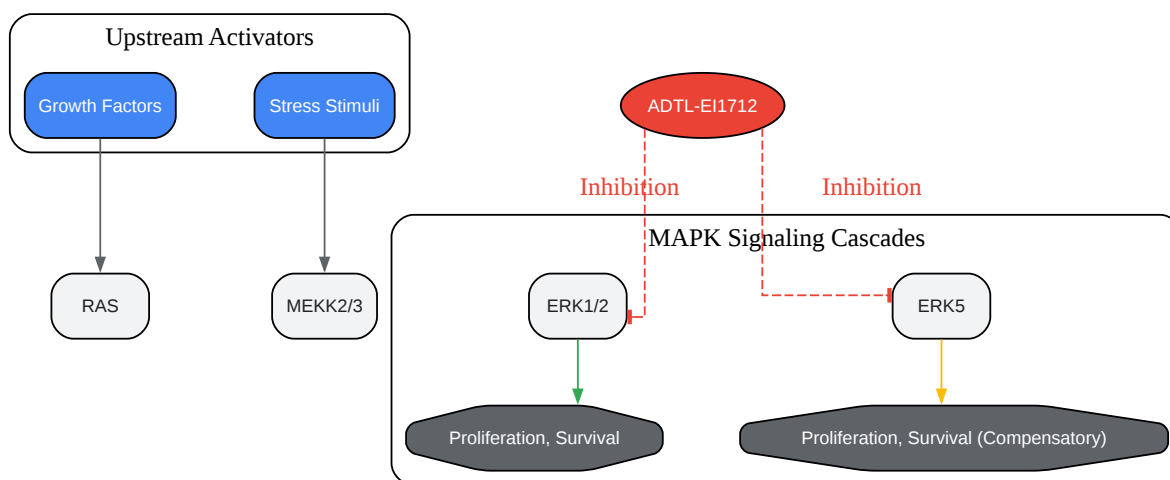 Upstream Activators
Growth Factors
Stress Stimuli
ADTL-EI1712
Inhibition
Inhibition
MAPK Signaling Cascades
RAS
MEKK2/3
ERK1/2
ERK5
Proliferation, Survival
Proliferation, Survival (Compensatory)